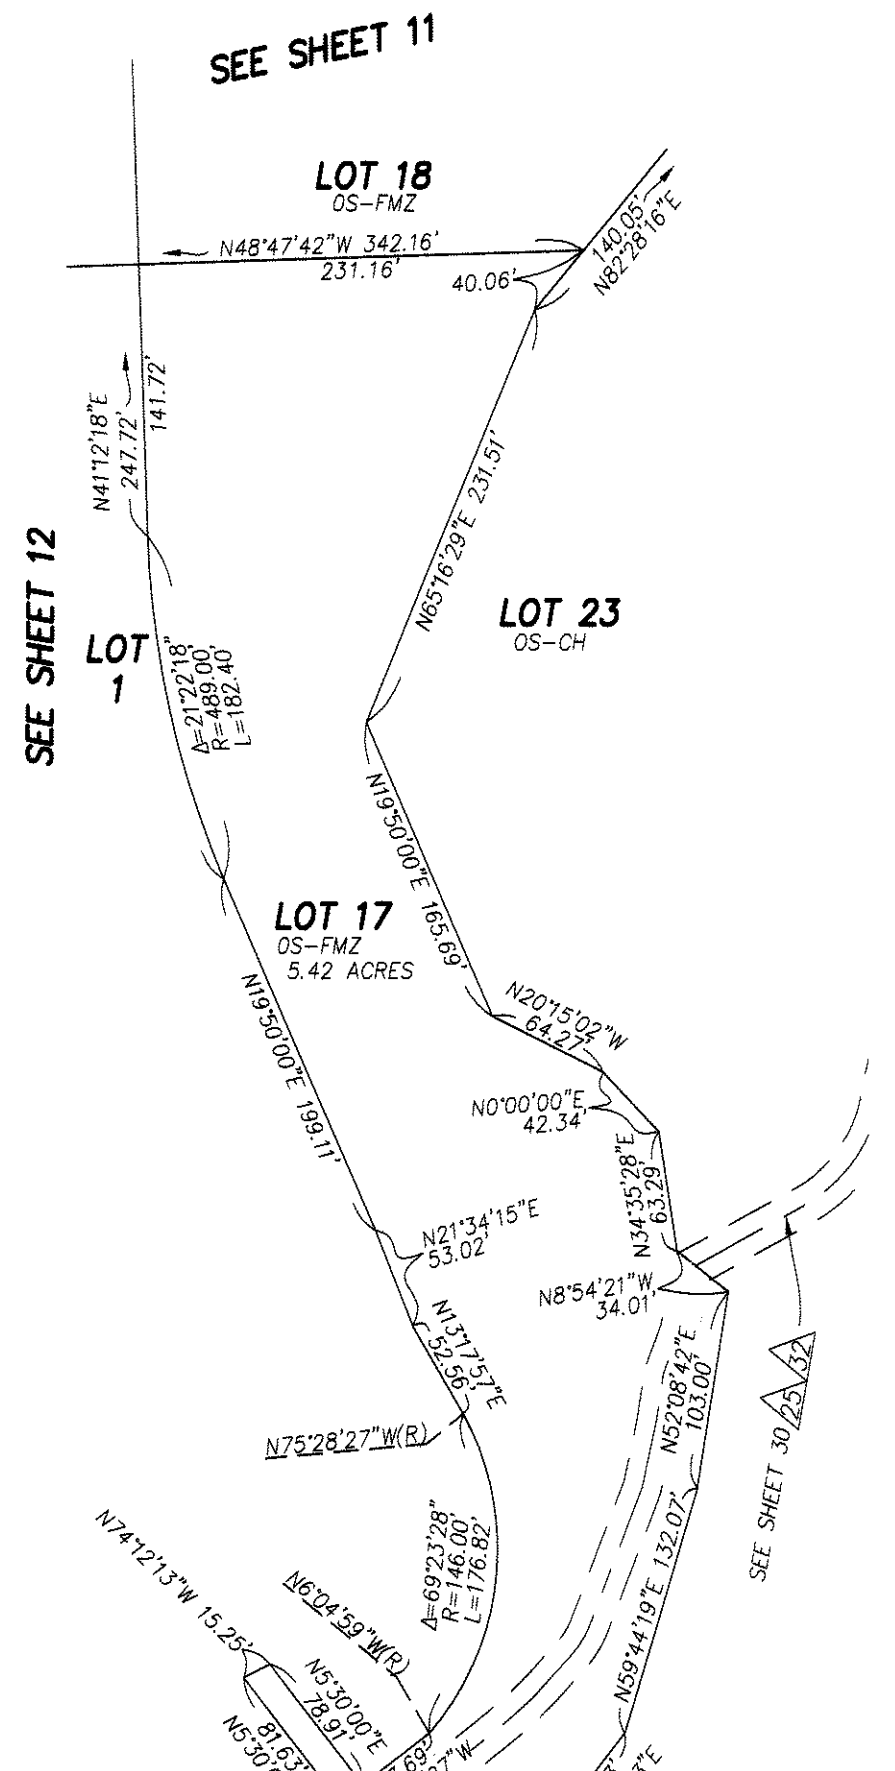 SEE SHEET 11
LOT 18
OS-FMZ
N48°47'42"W 342.16'
231.16'
40.06'
140.05'
N82°28'16"E
N41°12'18"E
247.72'
141.72'
N65°16'29"E 231.51'
SEE SHEET 12
LOT
1
Δ=21°22'18"
R=489.00'
L=182.40'
LOT 23
OS-CH
N19°50'00"E 165.69'
LOT 17
OS-FMZ
5.42 ACRES
N20°15'02"W
64.27'
N19°50'00"E 199.11'
N0°00'00"E
42.34'
N34°35'28"E
63.29'
N21°34'15"E
53.02'
N8°54'21"W
34.01'
N13°17'57"E
52.56'
N52°08'42"E
103.00'
SEE SHEET 30 25 32
N75°28'27"W(R)
Δ=69°23'28"
R=146.00'
L=176.82'
N59°44'19"E 132.07'
N74°12'13"W 15.25'
N6°04'59"W(R)
N5°30'00"E
78.91'
81.63'
N5°30'
69'
7"W
3'
3"E